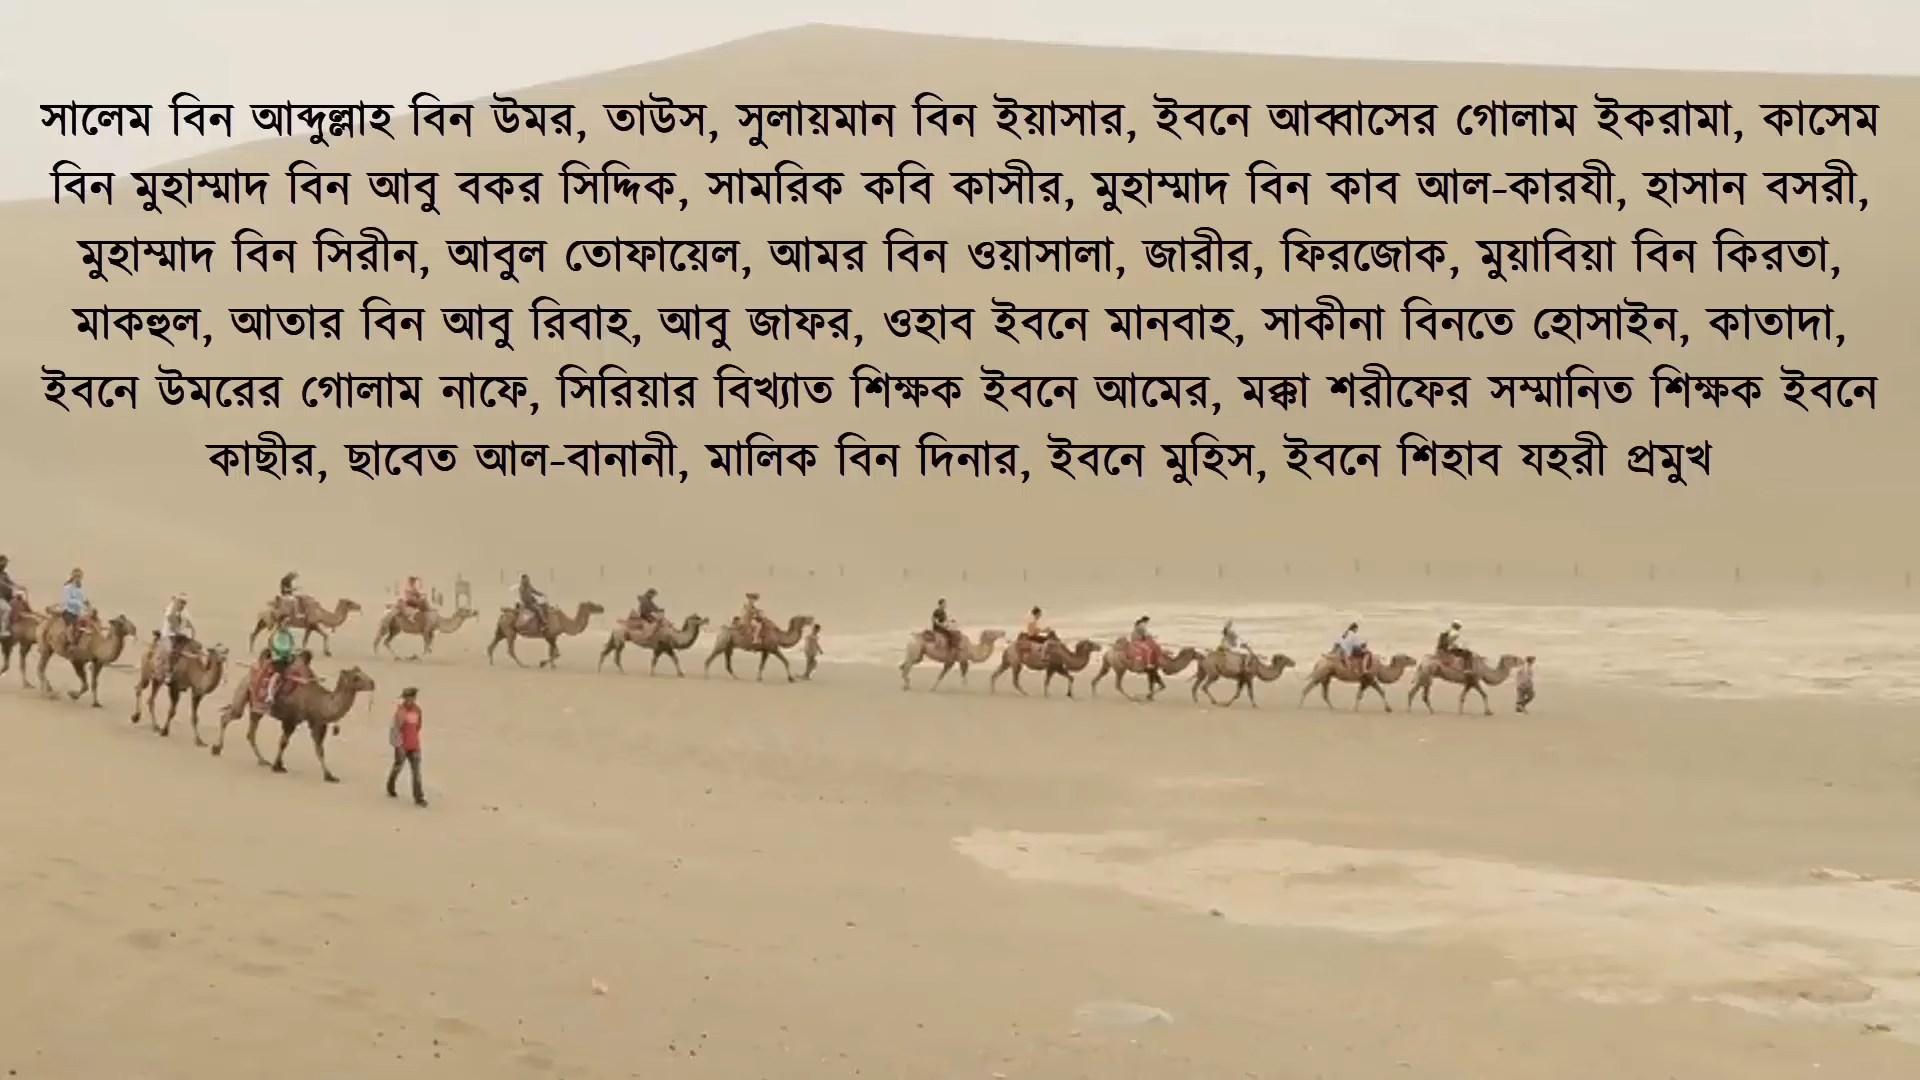 সালেম বিন আব্দুল্লাহ বিন উমর, তাউস, সুলায়মান বিন ইয়াসার, ইবনে আব্বাসের গোলাম ইকরামা, কাসেম
বিন মুহাম্মাদ বিন আবু বকর সিদ্দিক, সামরিক কবি কাসীর, মুহাম্মাদ বিন কাব আল-কারযী, হাসান বসরী,
মুহাম্মাদ বিন সিরীন, আবুল তোফায়েল, আমর বিন ওয়াসালা, জারীর, ফিরজোক, মুয়াবিয়া বিন কিরতা,
মাকহুল, আতার বিন আবু রিবাহ, আবু জাফর, ওহাব ইবনে মানবাহ, সাকীনা বিনতে হোসাইন, কাতাদা,
ইবনে উমরের গোলাম নাফে, সিরিয়ার বিখ্যাত শিক্ষক ইবনে আমের, মক্কা শরীফের সম্মানিত শিক্ষক ইবনে
কাছীর, ছাবেত আল-বানানী, মালিক বিন দিনার, ইবনে মুহিস, ইবনে শিহাব যহরী প্রমুখ